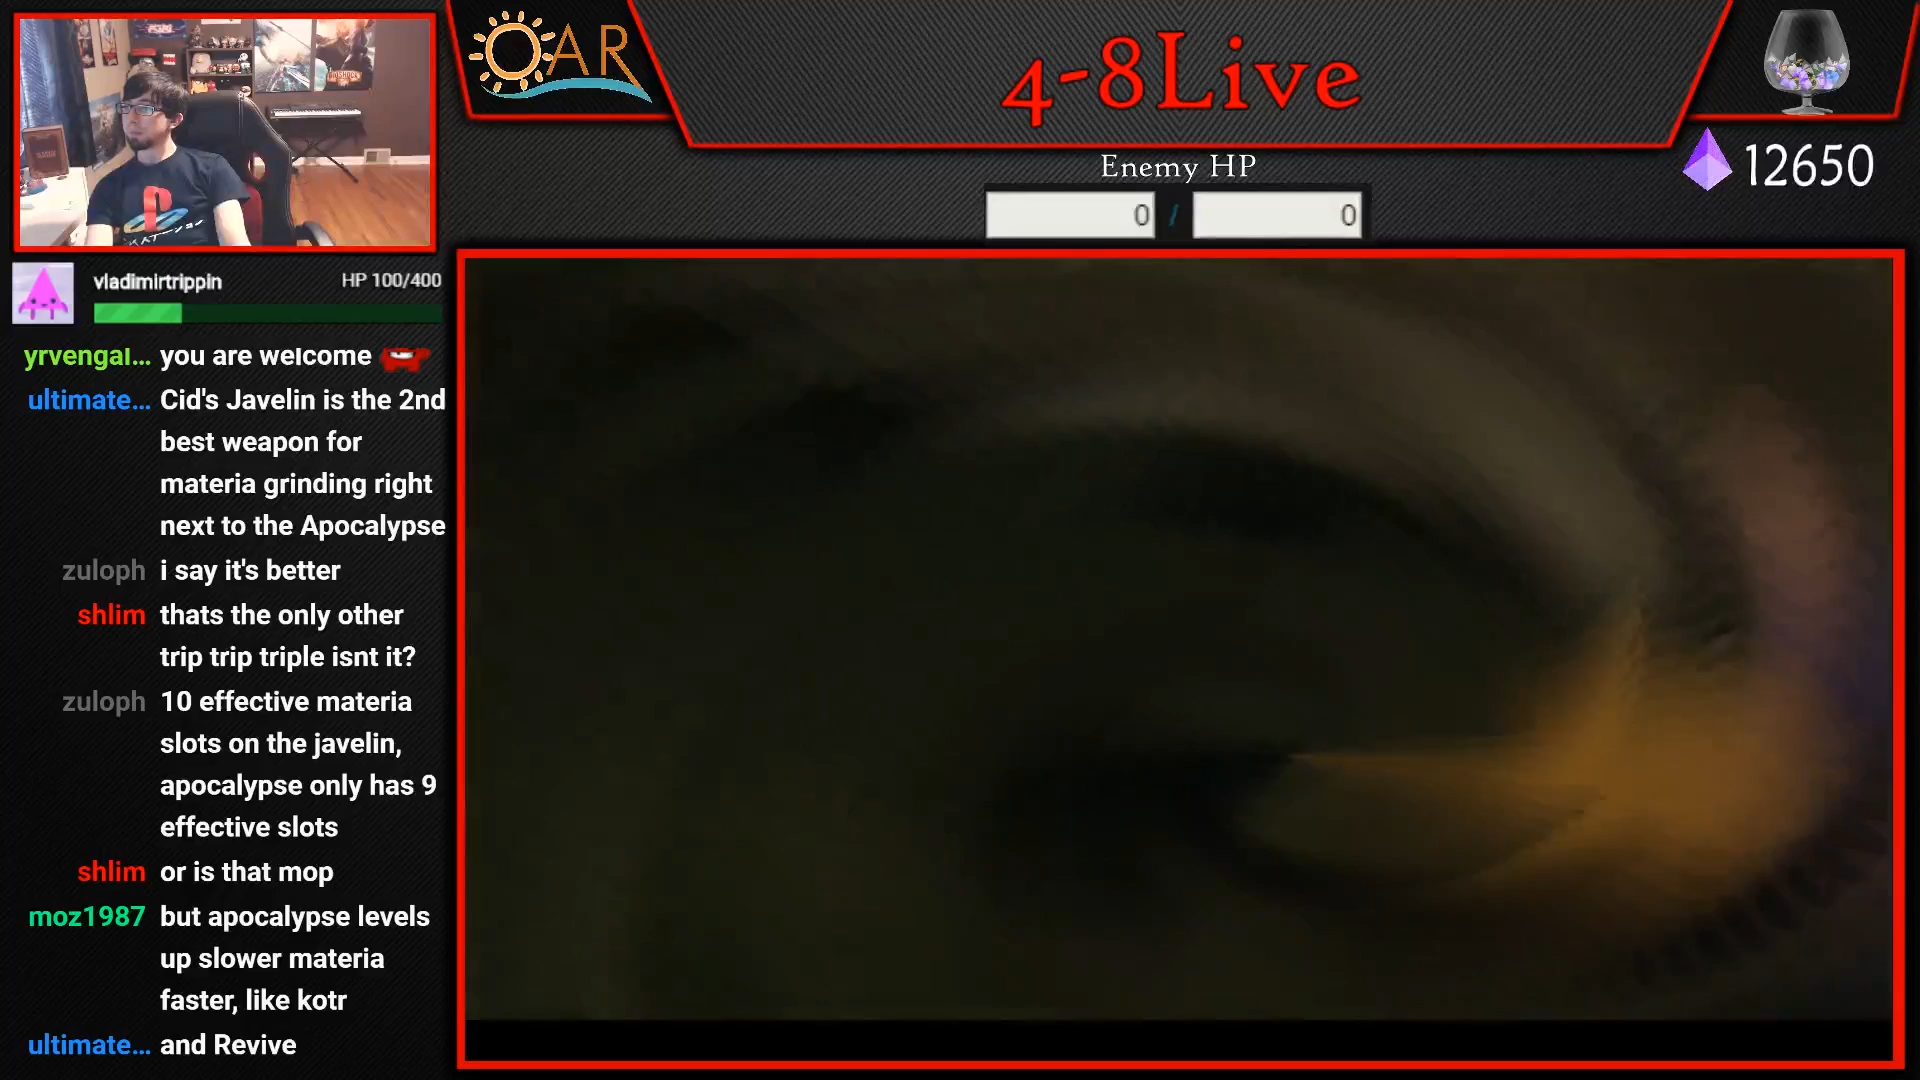 OAR
4-8Live
12650
Enemy HP
0 / 0
vladimirtrippin HP 100/400
yrvengal... you are welcome
ultimate... Cid's Javelin is the 2nd
best weapon for
materia grinding right
next to the Apocalypse
zuloph i say it's better
shlim thats the only other
trip trip triple isnt it?
zuloph 10 effective materia
slots on the javelin,
apocalypse only has 9
effective slots
shlim or is that mop
moz1987 but apocalypse levels
up slower materia
faster, like kotr
ultimate... and Revive